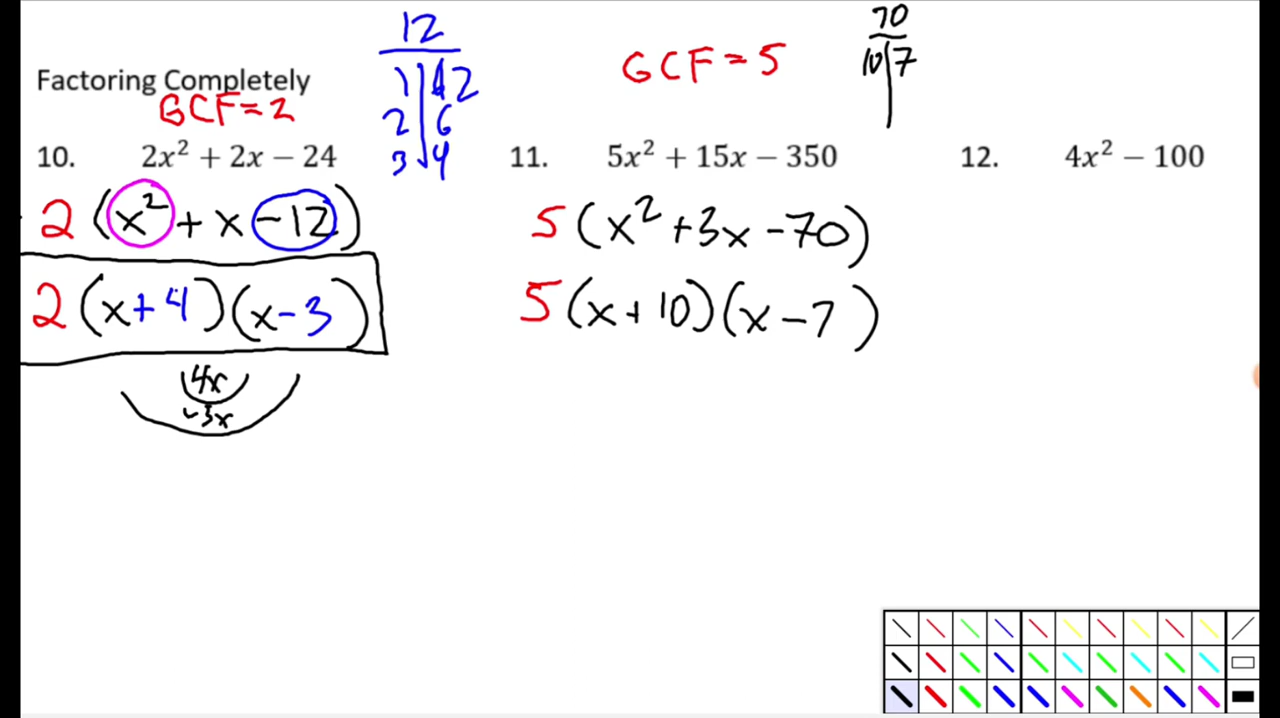 Factoring Completely
GCF=2
10. 2x² + 2x − 24
2 (x² + x −12)
2 (x+4)(x−3)
4x
-3x
12
1 | 12
2 | 6
3 | 4
GCF=5
70
10 | 7
11. 5x² + 15x − 350
5 (x² +3x −70)
5 (x + 10)(x −7)
12. 4x² − 100